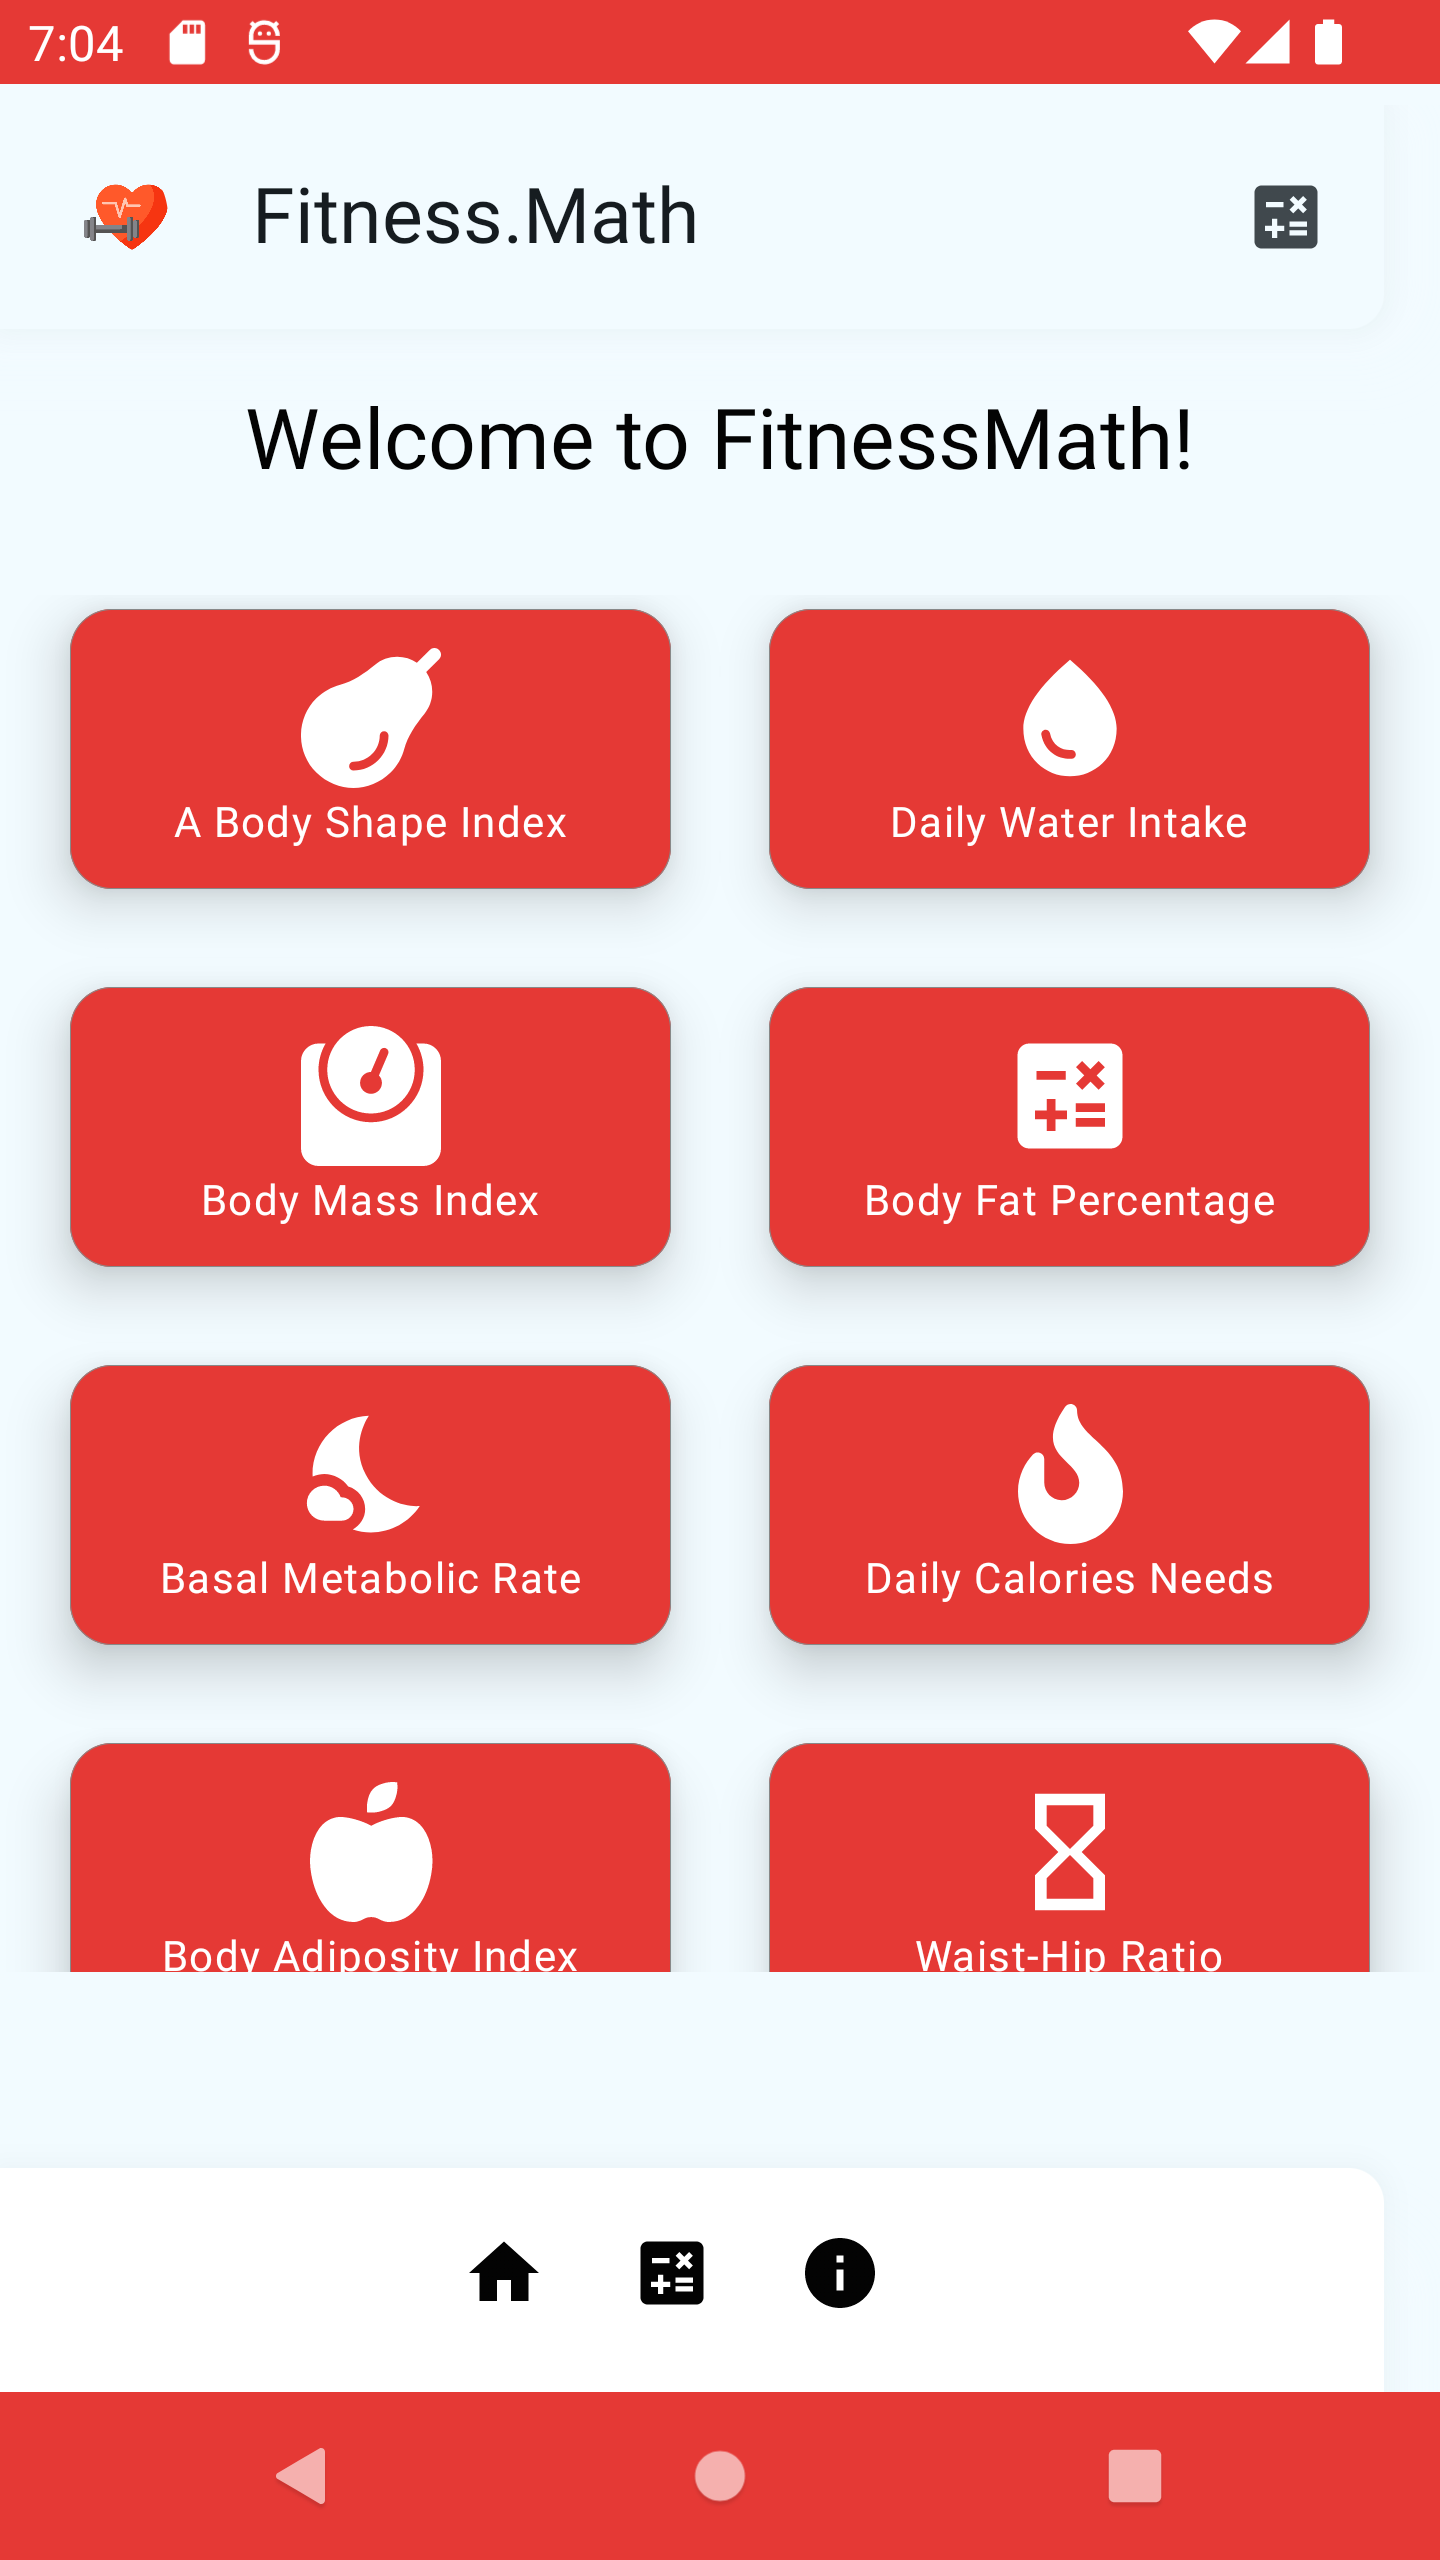 7:04
Fitness.Math
Welcome to FitnessMath!
A Body Shape Index
Daily Water Intake
Body Mass Index
Body Fat Percentage
Basal Metabolic Rate
Daily Calories Needs
Body Adiposity Index
Waist-Hip Ratio